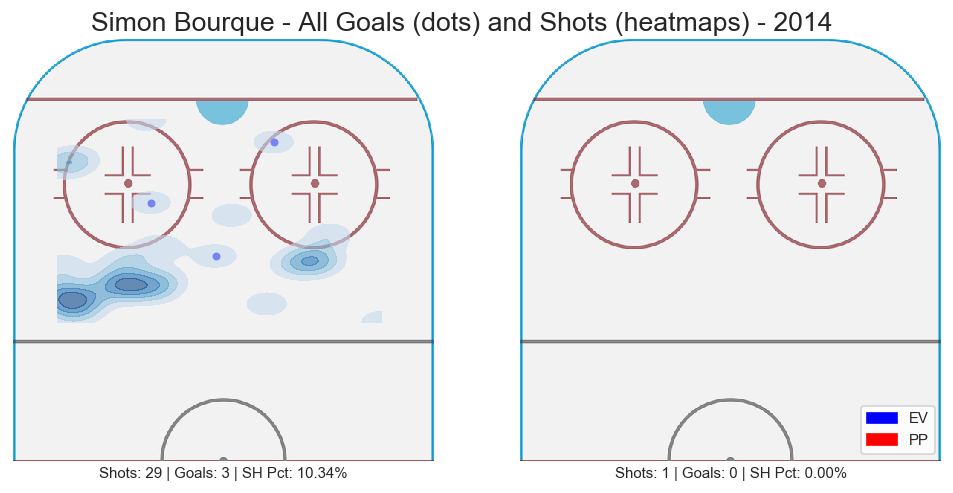 Simon Bourque - All Goals (dots) and Shots (heatmaps) - 2014
EV
PP
Shots: 29 | Goals: 3 | SH Pct: 10.34%
Shots: 1 | Goals: 0 | SH Pct: 0.00%